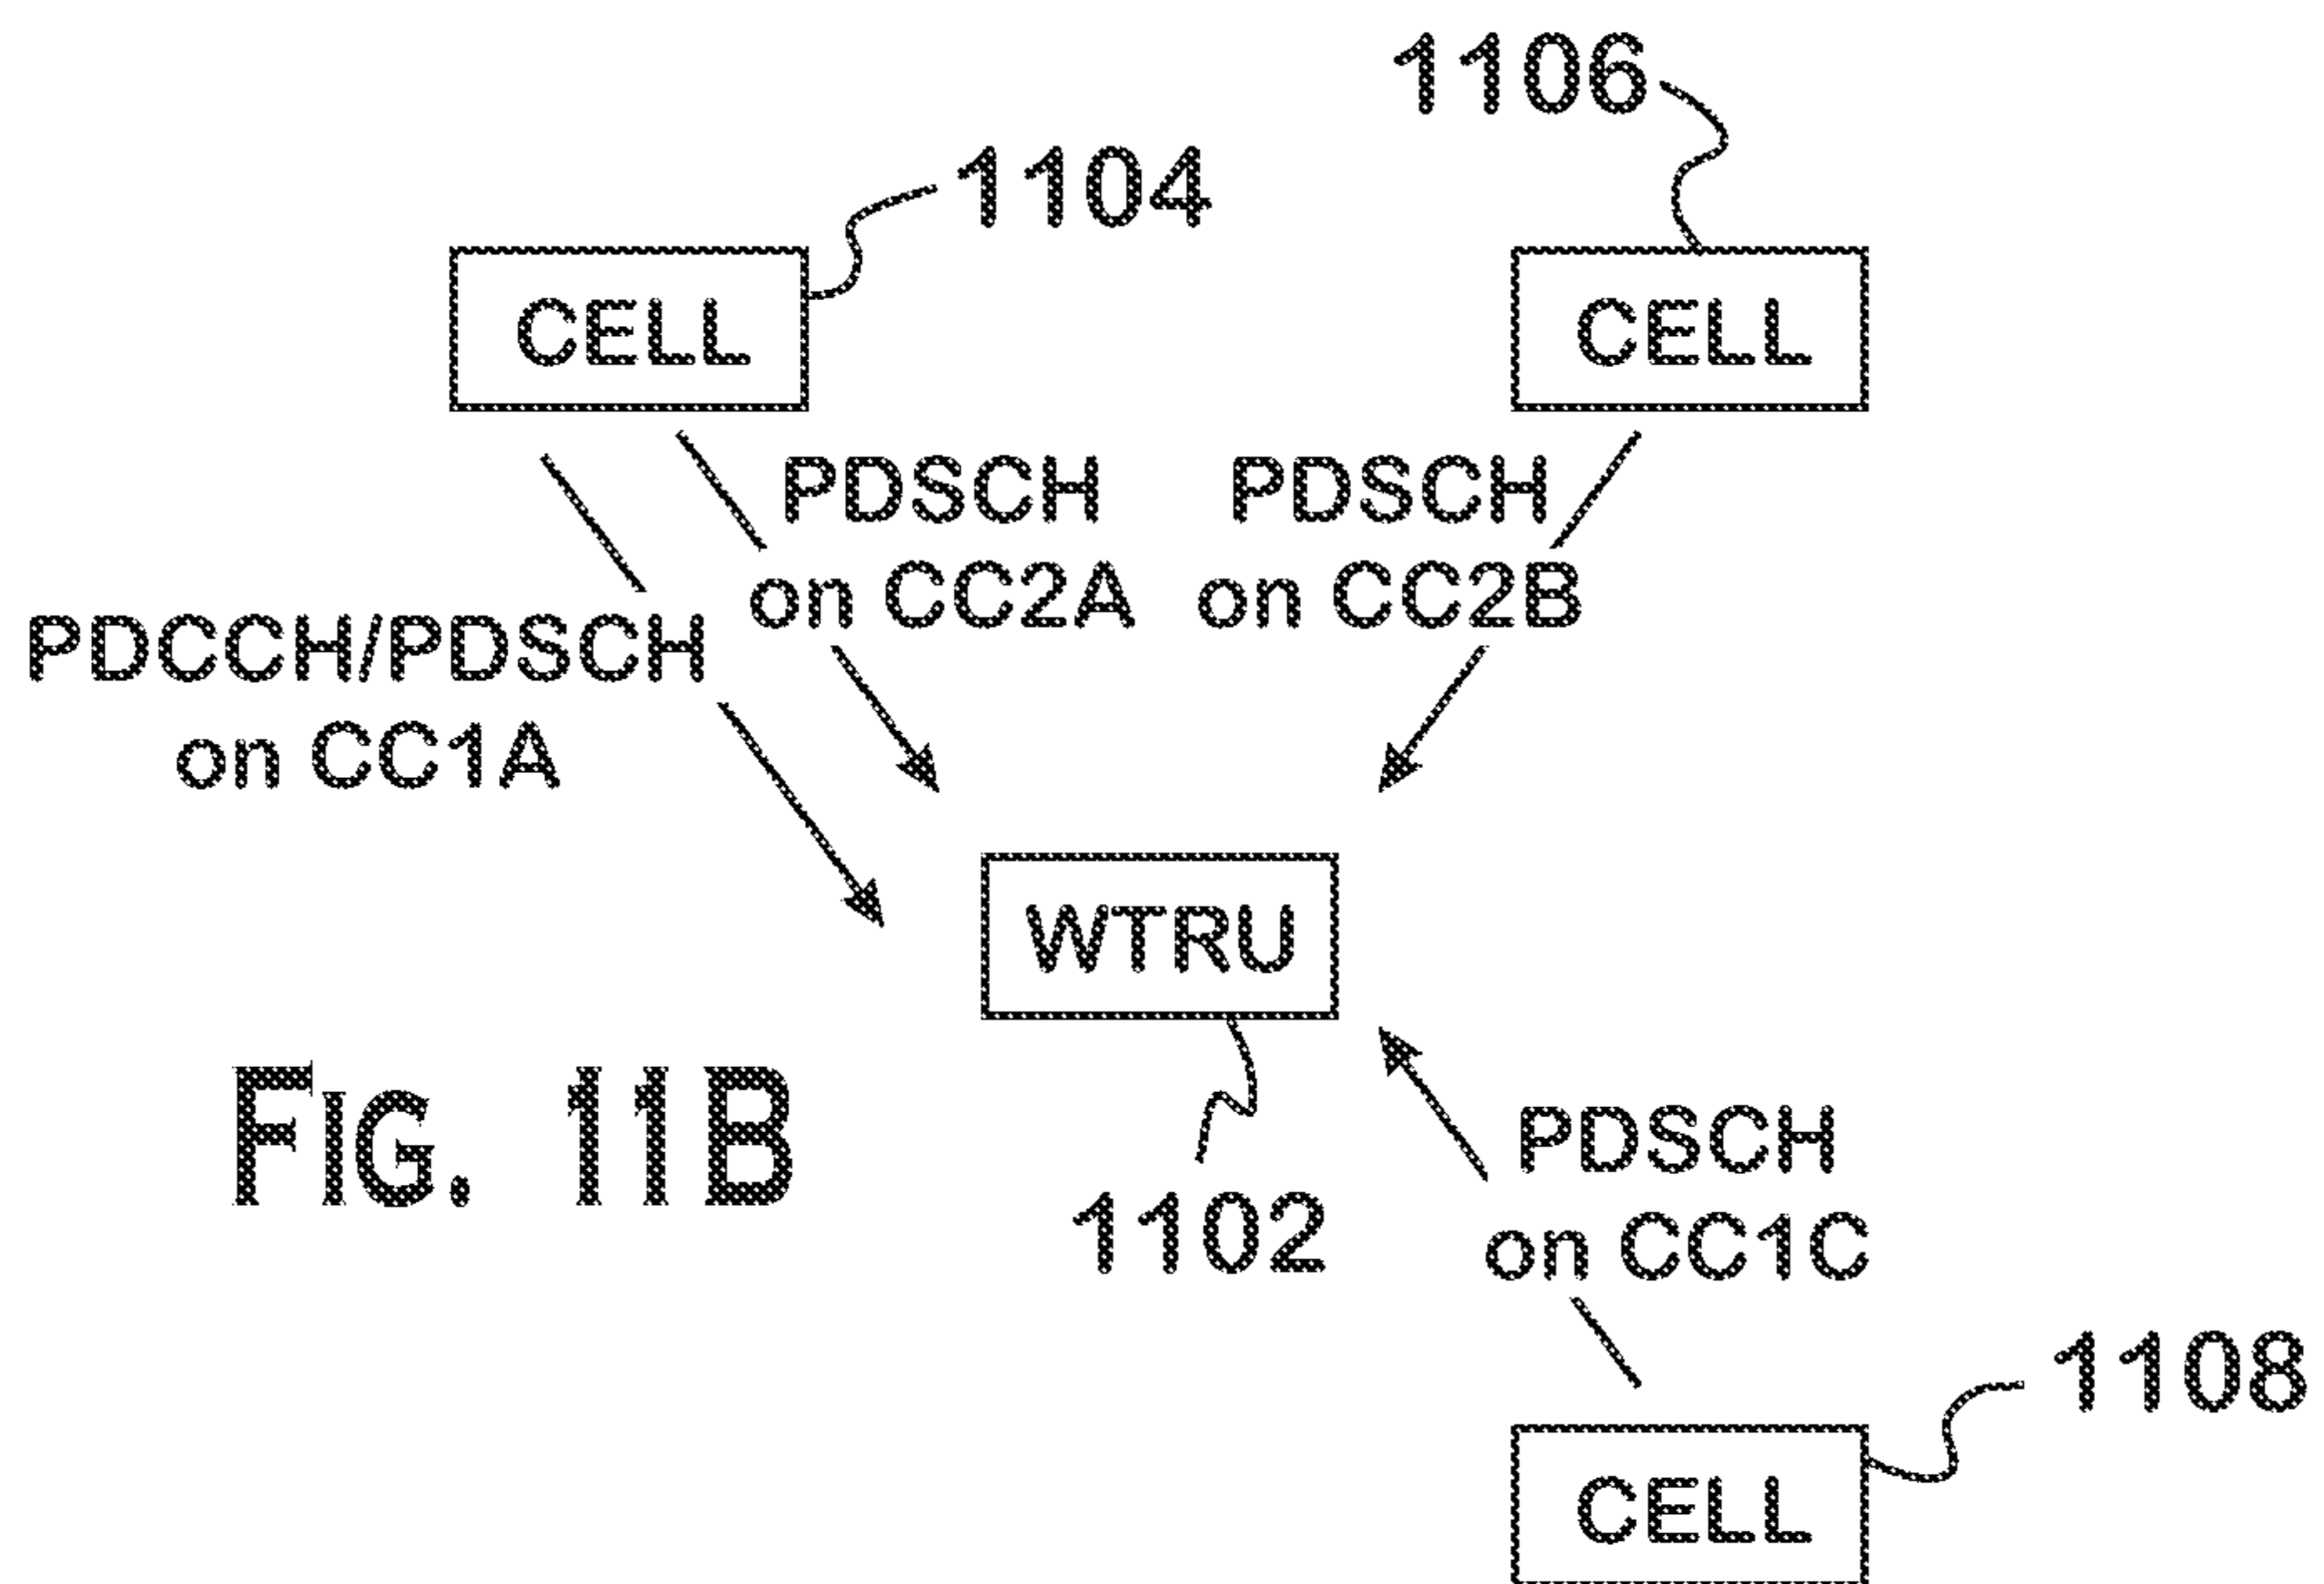 1106
1104
CELL
CELL
PDSCH
on CC2A
PDSCH
on CC2B
PDCCH/PDSCH
on CC1A
WTRU
FIG. 11B
1102
PDSCH
on CC1C
1108
CELL